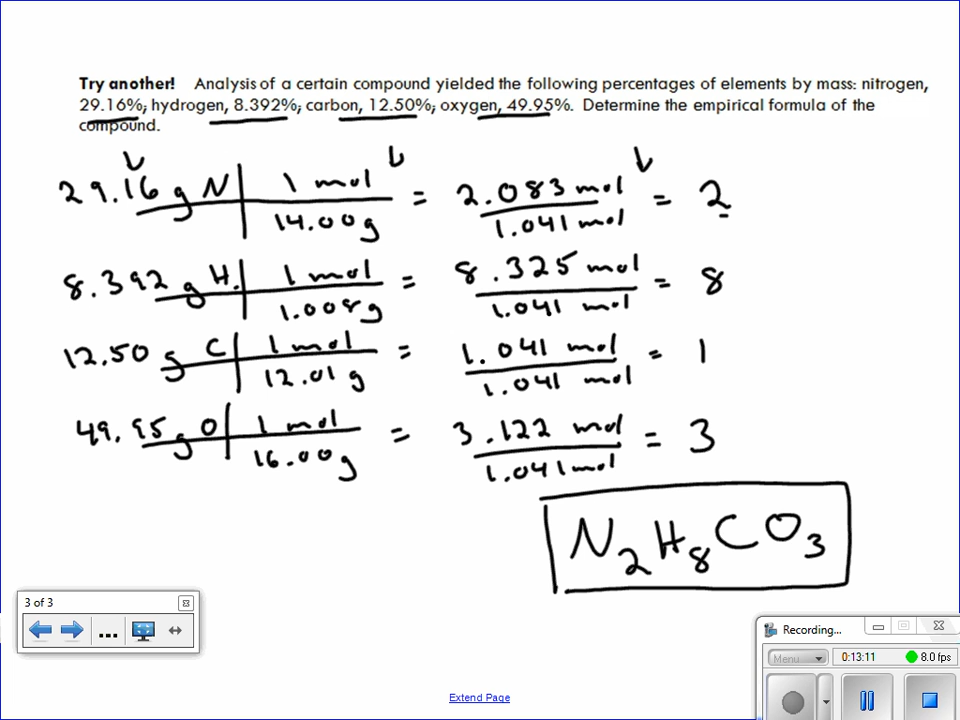 Try another! Analysis of a certain compound yielded the following percentages of elements by mass: nitrogen,
29.16%; hydrogen, 8.392%; carbon, 12.50%; oxygen, 49.95%. Determine the empirical formula of the
compound.
29.16 g N | 1 mol / 14.00 g = 2.083 mol / 1.041 mol = 2
8.392 g H. | 1 mol / 1.008 g = 8.325 mol / 1.041 mol = 8
12.50 g C | 1 mol / 12.01 g = 1.041 mol / 1.041 mol = 1
49.95 g O | 1 mol / 16.00 g = 3.122 mol / 1.041 mol = 3
N₂H₈CO₃
3 of 3
...
Recording...
Menu
0:13:11
8.0 fps
Extend Page